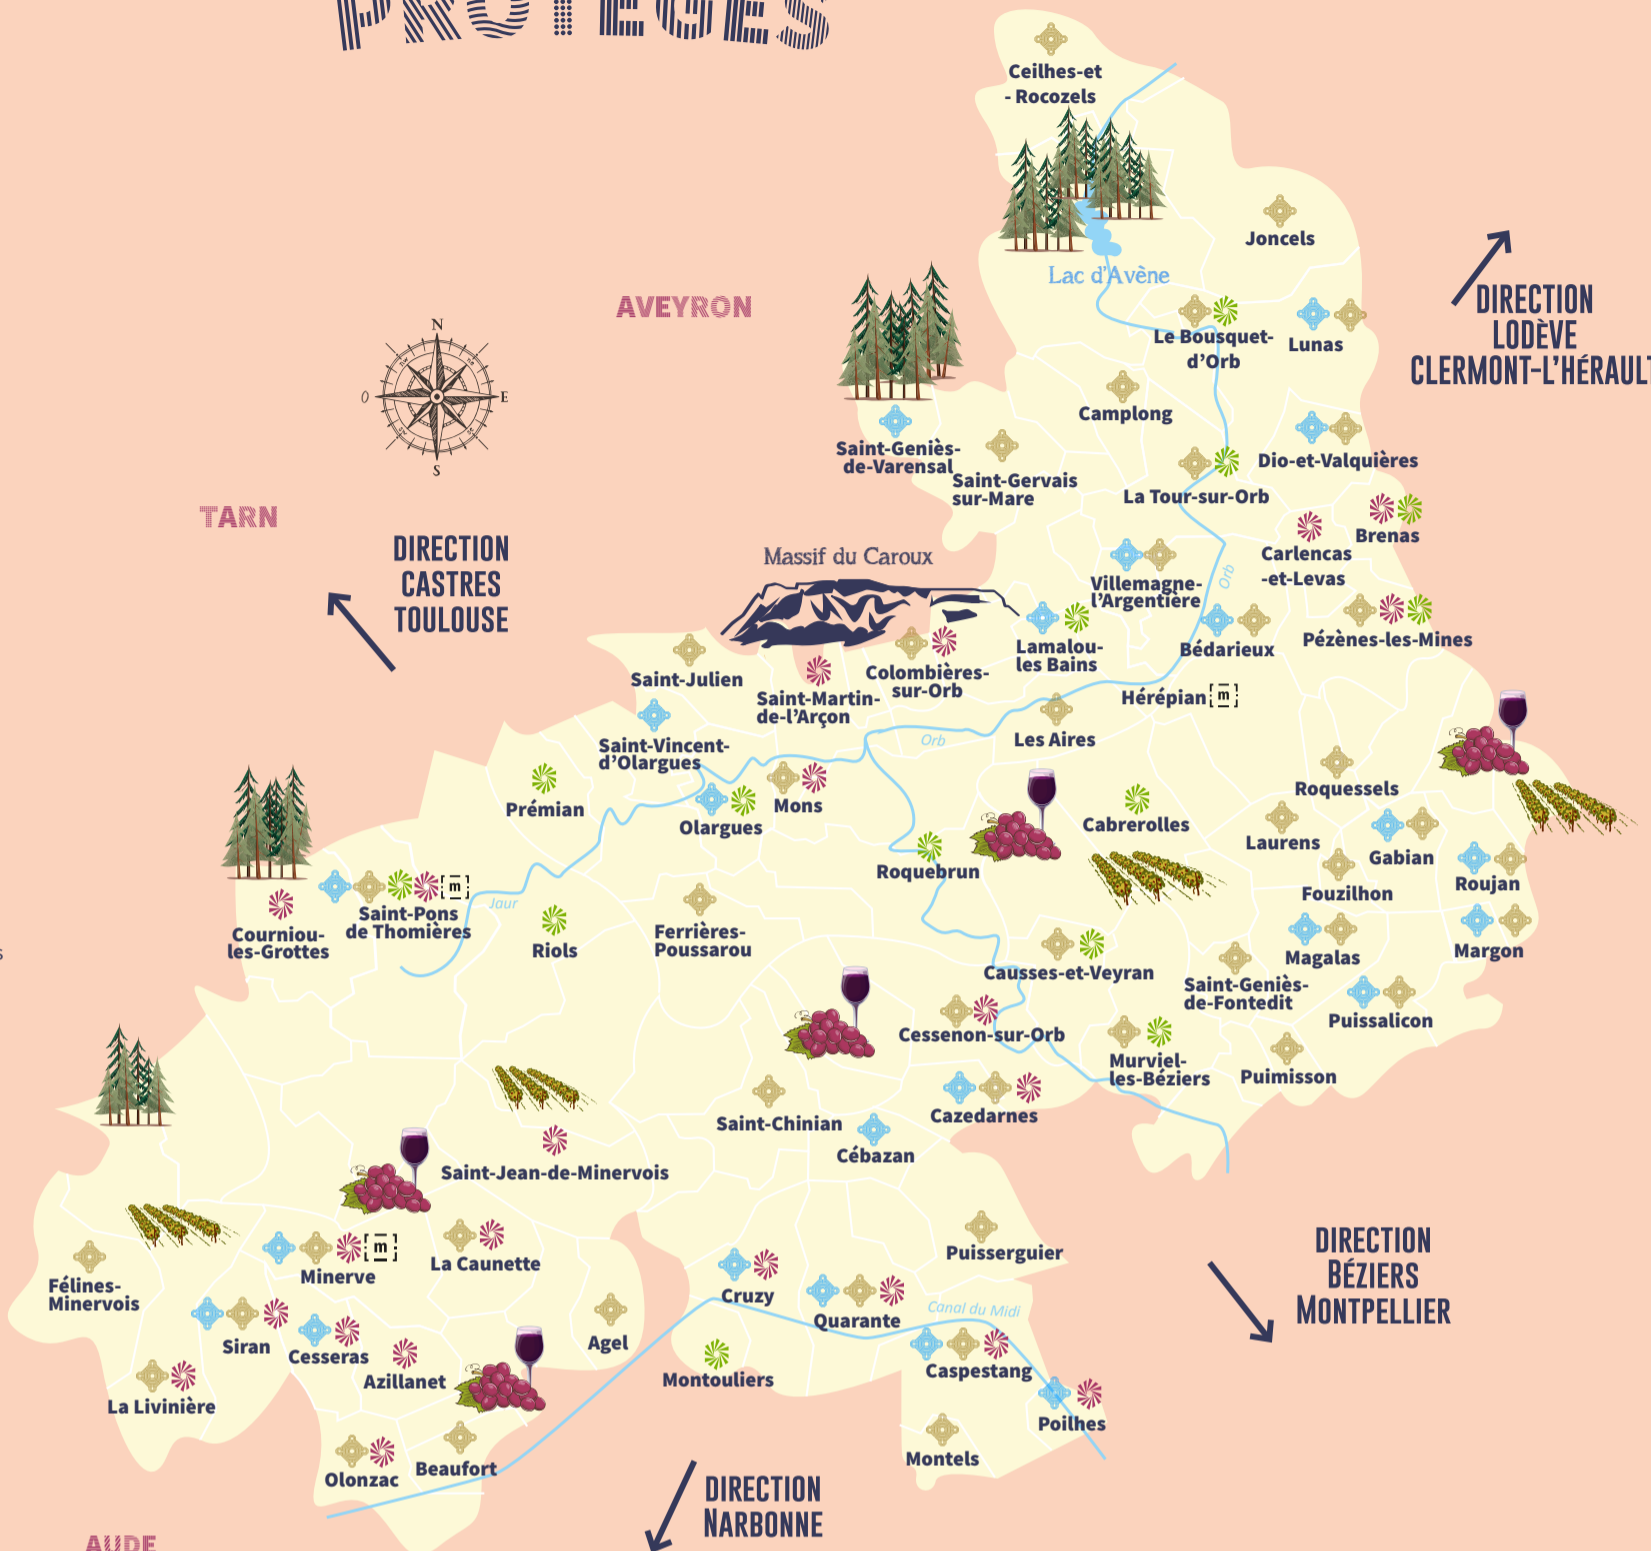 PROTÉGÉS
Ceilhes-et
- Rocozels
Joncels
Lac d'Avène
AVEYRON
DIRECTION
LODÈVE
CLERMONT-L'HÉRAULT
Le Bousquet-
d'Orb
Lunas
N
O
E
S
Camplong
Saint-Geniès-
de-Varensal
Saint-Gervais
sur-Mare
Dio-et-Valquières
La Tour-sur-Orb
TARN
DIRECTION
CASTRES
TOULOUSE
Brenas
Carlencas
-et-Levas
Massif du Caroux
Orb
Villemagne-
l'Argentière
Lamalou-
les Bains
Bédarieux
Pézènes-les-Mines
Saint-Julien
Colombières-
sur-Orb
Saint-Martin-
de-l'Arçon
Hérépian m
Les Aires
Orb
Saint-Vincent-
d'Olargues
Roquessels
Prémian
Mons
Olargues
Cabrerolles
Laurens
Gabian
Roquebrun
Roujan
Fouzilhon
m
Saint-Pons
de Thomières
Jaur
Courniou-
les-Grottes
Riols
Ferrières-
Poussarou
Margon
Magalas
Causses-et-Veyran
Saint-Geniès-
de-Fontedit
Puissalicon
Cessenon-sur-Orb
Murviel-
les-Béziers
Puimisson
Cazedarnes
Saint-Chinian
Cébazan
Saint-Jean-de-Minervois
Puisserguier
DIRECTION
BÉZIERS
MONTPELLIER
m
Minerve
La Caunette
Félines-
Minervois
Cruzy
Quarante
Canal du Midi
Siran
Cesseras
Agel
Azillanet
Montouliers
Caspestang
La Livinière
Poilhes
Montels
Olonzac
Beaufort
DIRECTION
NARBONNE
AUDE